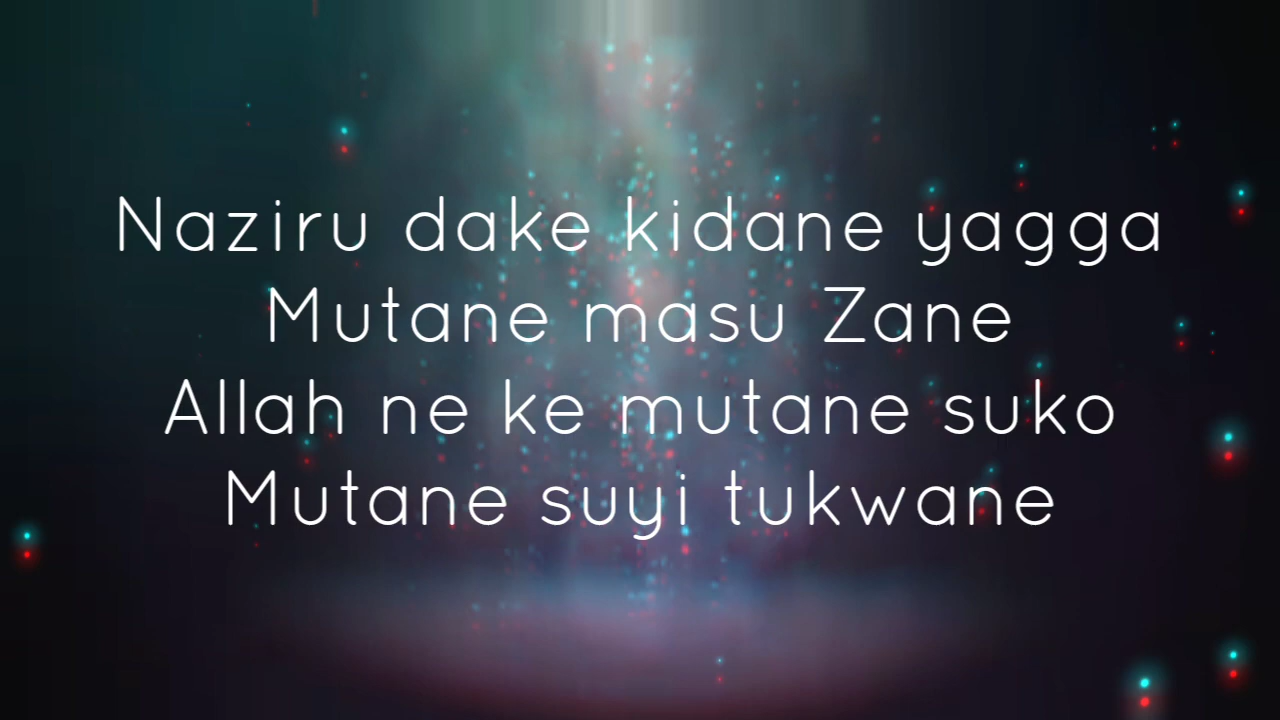 Naziru dake kidane yagga
Mutane masu Zane
Allah ne ke mutane suko
Mutane suyi tukwane